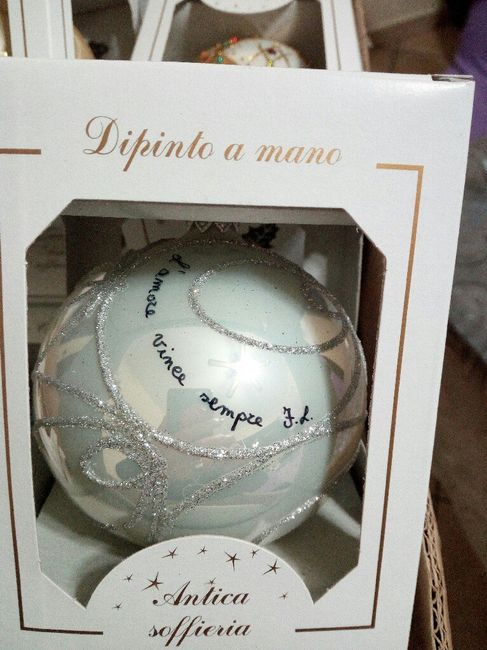 Dipinto a mano
L'amore vince sempre F.L.
Antica
soffieria